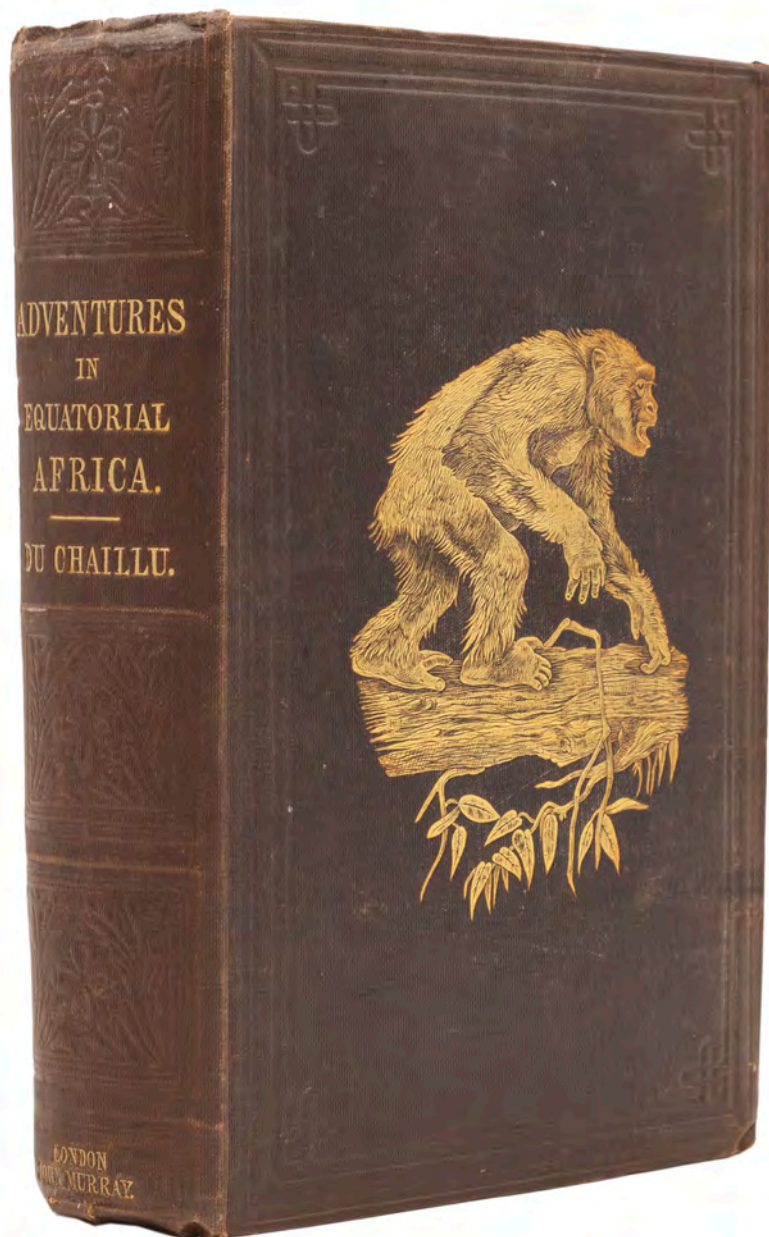 ADVENTURES
IN
EQUATORIAL
AFRICA.
DU CHAILLU.
LONDON
JOHN MURRAY.